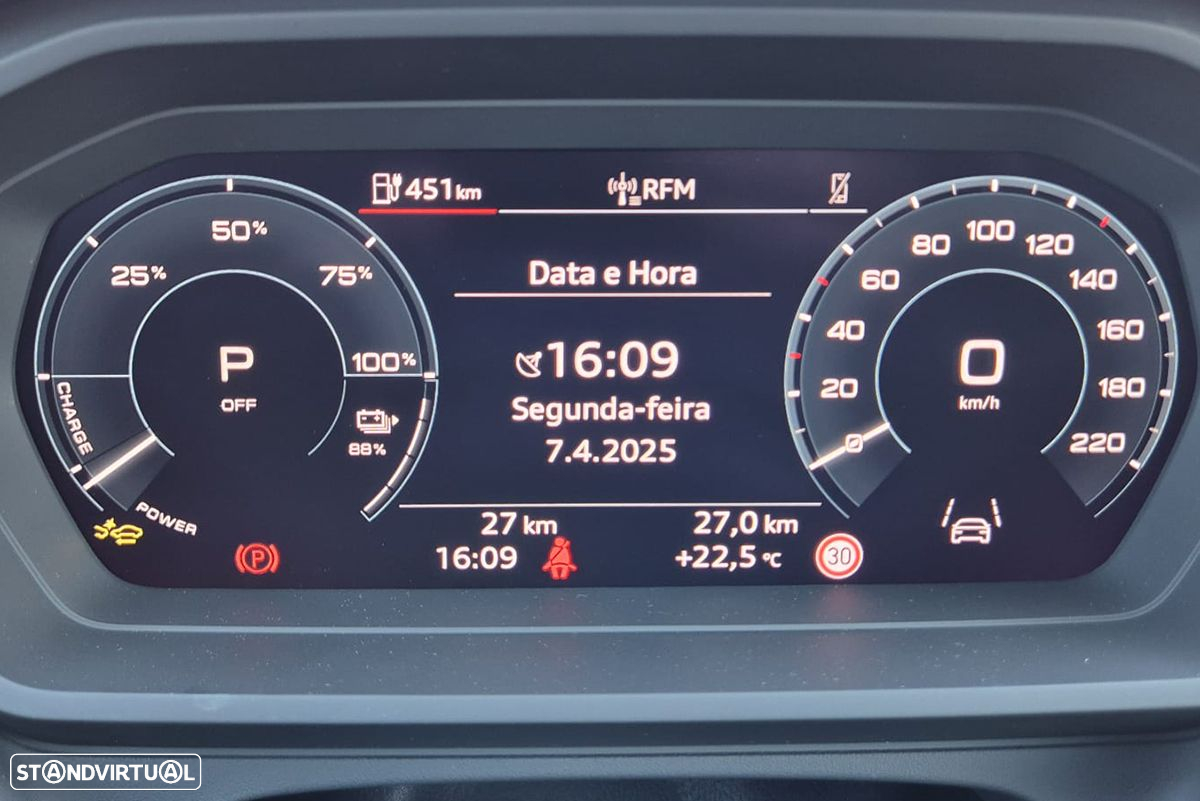 451 km
RFM
25%
50%
75%
100%
CHARGE
POWER
P
OFF
88%
Data e Hora
16:09
Segunda-feira
7.4.2025
0
20
40
60
80
100
120
140
160
180
220
0
km/h
27 km
27,0 km
16:09
+22,5 °C
P
30
STANDVIRTUAL